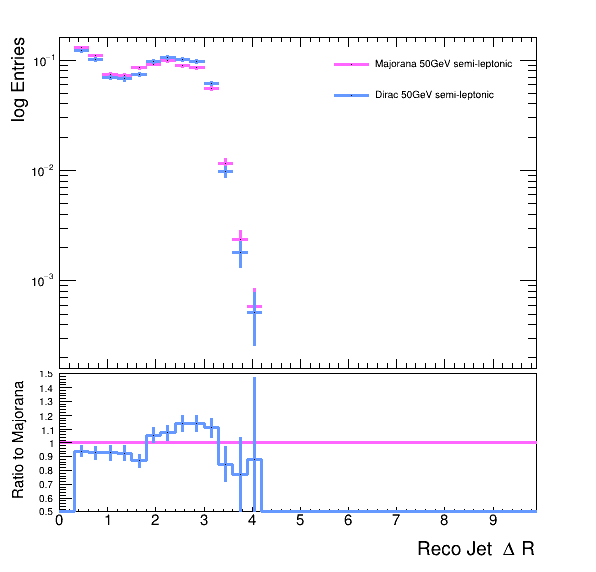 log Entries
10⁻¹
10⁻²
10⁻³
Majorana 50GeV semi-leptonic
Dirac 50GeV semi-leptonic
Ratio to Majorana
1.5
1.4
1.3
1.2
1.1
1
0.9
0.8
0.7
0.6
0.5
0 1 2 3 4 5 6 7 8 9
Reco Jet Δ R